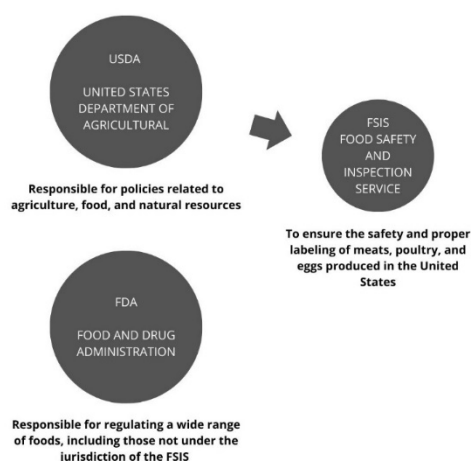 USDA
UNITED STATES
DEPARTMENT OF
AGRICULTURAL
Responsible for policies related to
agriculture, food, and natural resources
FSIS
FOOD SAFETY
AND
INSPECTION
SERVICE
To ensure the safety and proper
labeling of meats, poultry, and
eggs produced in the United
States
FDA
FOOD AND DRUG
ADMINISTRATION
Responsible for regulating a wide range
of foods, including those not under the
jurisdiction of the FSIS